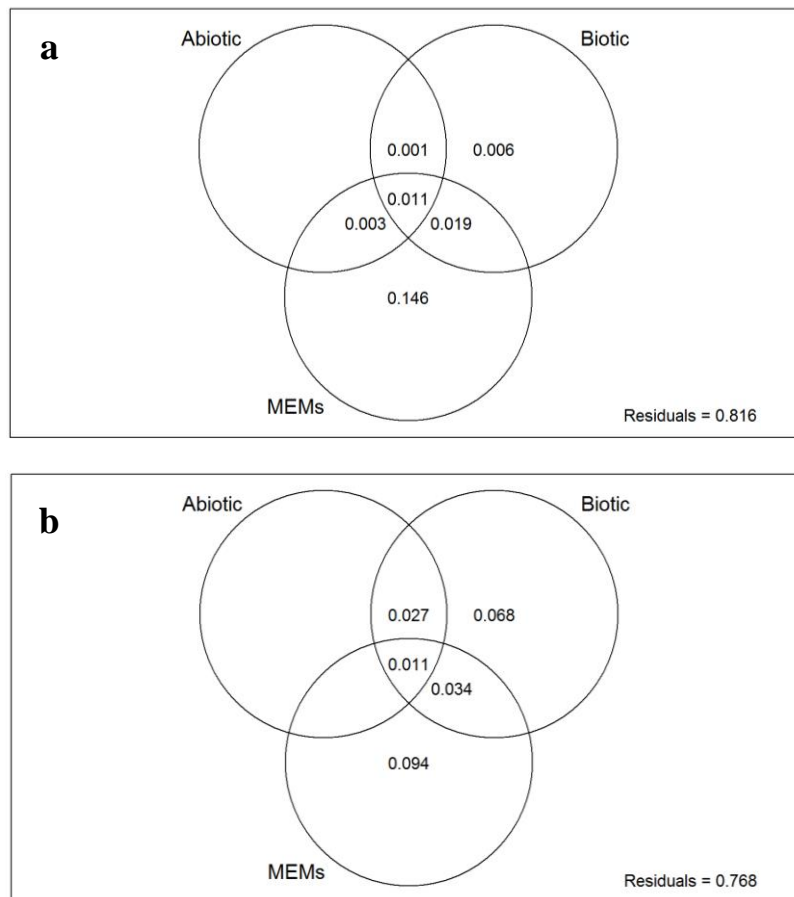 a
Abiotic
Biotic
0.001
0.006
0.011
0.003
0.019
0.146
MEMs
Residuals = 0.816
b
Abiotic
Biotic
0.027
0.068
0.011
0.034
0.094
MEMs
Residuals = 0.768